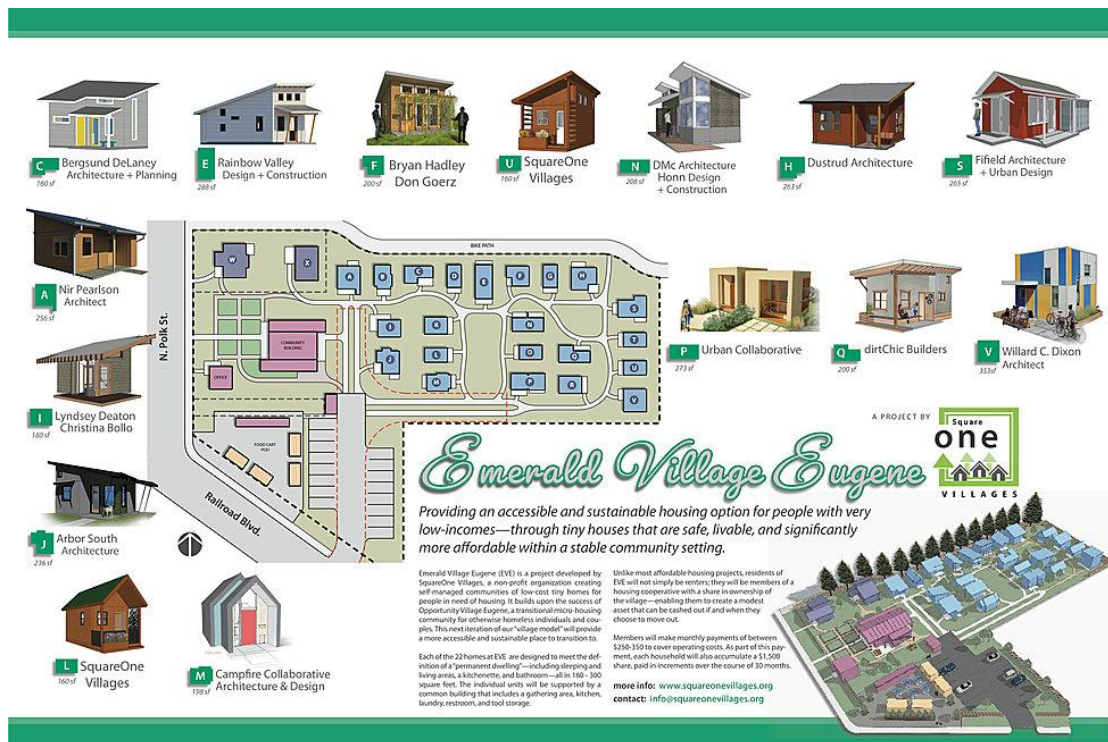 C Bergsund DeLaney
Architecture + Planning
160 sf
E Rainbow Valley
Design + Construction
288 sf
F Bryan Hadley
Don Goerz
200 sf
U SquareOne
Villages
160 sf
N DMc Architecture
Honn Design
+ Construction
208 sf
H Dustrud Architecture
263 sf
S Fifield Architecture
+ Urban Design
265 sf
A Nir Pearlson
Architect
256 sf
I Lyndsey Deaton
Christina Bollo
180 sf
J Arbor South
Architecture
236 sf
L SquareOne
Villages
160 sf
M Campfire Collaborative
Architecture & Design
198 sf
P Urban Collaborative
273 sf
Q dirtChic Builders
200 sf
V Willard C. Dixon
Architect
353 sf
N. Polk St.
Railroad Blvd.
BIKE PATH
W
X
A
B
C
D
E
F
G
H
I
K
N
S
T
J
L
O
Q
U
M
P
R
V
COMMUNITY
BUILDING
OFFICE
FOOD CART
POD
A PROJECT BY
Square
one
VILLAGES
Emerald Village Eugene
Providing an accessible and sustainable housing option for people with very
low-incomes—through tiny houses that are safe, livable, and significantly
more affordable within a stable community setting.
Emerald Village Eugene (EVE) is a project developed by
SquareOne Villages, a non-profit organization creating
self-managed communities of low-cost tiny homes for
people in need of housing. It builds upon the success of
Opportunity Village Eugene, a transitional micro-housing
community for otherwise homeless individuals and cou-
ples. This next iteration of our "village model" will provide
a more accessible and sustainable place to transition to.
Each of the 22 homes at EVE are designed to meet the def-
inition of a "permanent dwelling"—including sleeping and
living areas, a kitchenette, and bathroom—all in 160 - 300
square feet. The individual units will be supported by a
common building that includes a gathering area, kitchen,
laundry, restroom, and tool storage.
Unlike most affordable housing projects, residents of
EVE will not simply be renters; they will be members of a
housing cooperative with a share in ownership of
the village—enabling them to create a modest
asset that can be cashed out if and when they
choose to move out.
Members will make monthly payments of between
$250-350 to cover operating costs. As part of this pay-
ment, each household will also accumulate a $1,500
share, paid in increments over the course of 30 months.
more info: www.squareonevillages.org
contact: info@squareonevillages.org